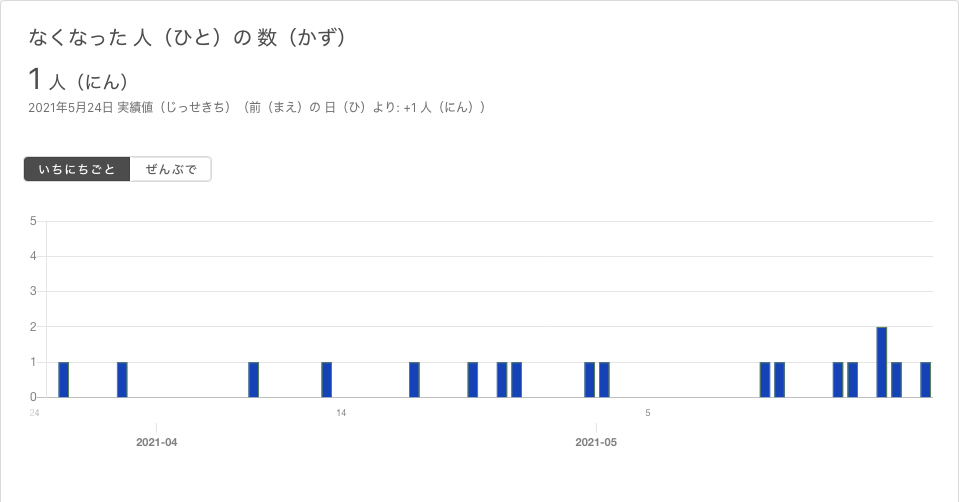 なくなった 人（ひと）の 数（かず）
1 人（にん）
2021年5月24日 実績値（じっせきち）（前（まえ）の 日（ひ）より: +1 人（にん））
いちにちごと ぜんぶで
5
4
3
2
1
0
24 14 5
2021-04 2021-05